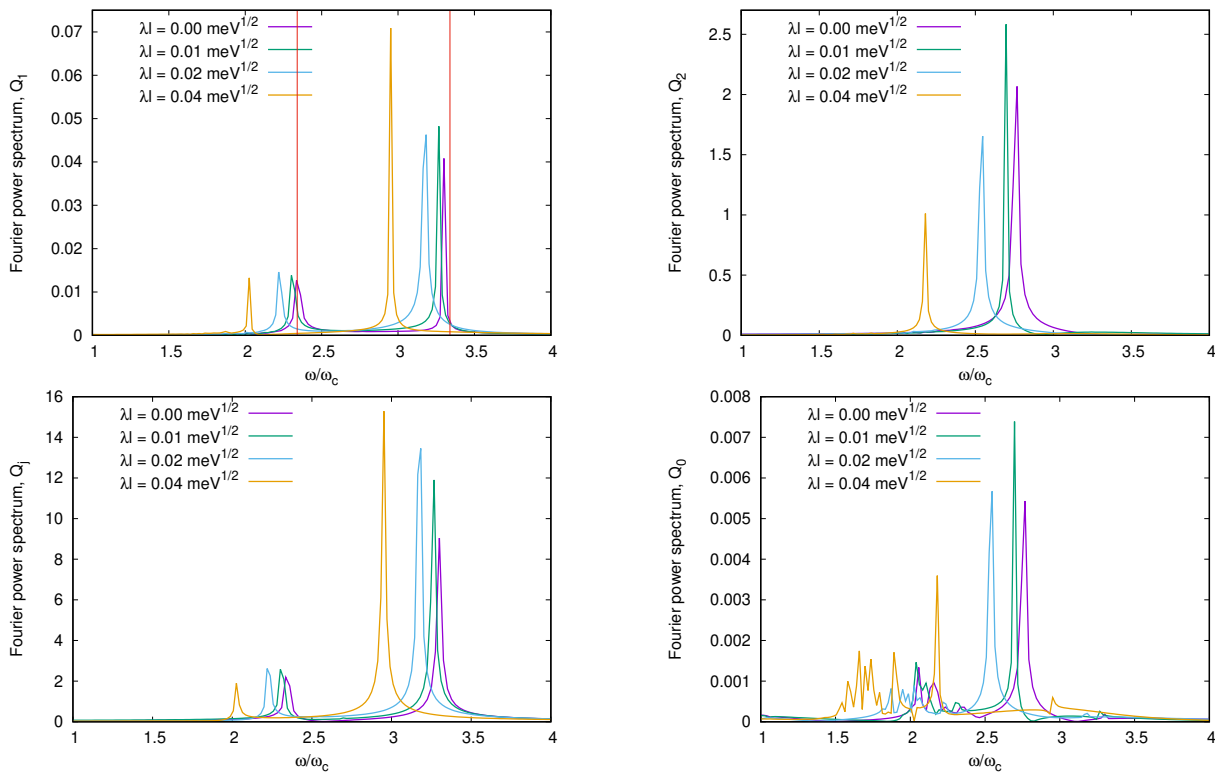 Fourier power spectrum, Q₁
0.07
0.06
0.05
0.04
0.03
0.02
0.01
0
λl = 0.00 meV^1/2
λl = 0.01 meV^1/2
λl = 0.02 meV^1/2
λl = 0.04 meV^1/2
1 1.5 2 2.5 3 3.5 4
ω/ω_c
Fourier power spectrum, Q₂
2.5
2
1.5
1
0.5
0
λl = 0.00 meV^1/2
λl = 0.01 meV^1/2
λl = 0.02 meV^1/2
λl = 0.04 meV^1/2
1 1.5 2 2.5 3 3.5 4
ω/ω_c
Fourier power spectrum, Q_j
16
14
12
10
8
6
4
2
0
λl = 0.00 meV^1/2
λl = 0.01 meV^1/2
λl = 0.02 meV^1/2
λl = 0.04 meV^1/2
1 1.5 2 2.5 3 3.5 4
ω/ω_c
Fourier power spectrum, Q₀
0.008
0.007
0.006
0.005
0.004
0.003
0.002
0.001
0
λl = 0.00 meV^1/2
λl = 0.01 meV^1/2
λl = 0.02 meV^1/2
λl = 0.04 meV^1/2
1 1.5 2 2.5 3 3.5 4
ω/ω_c